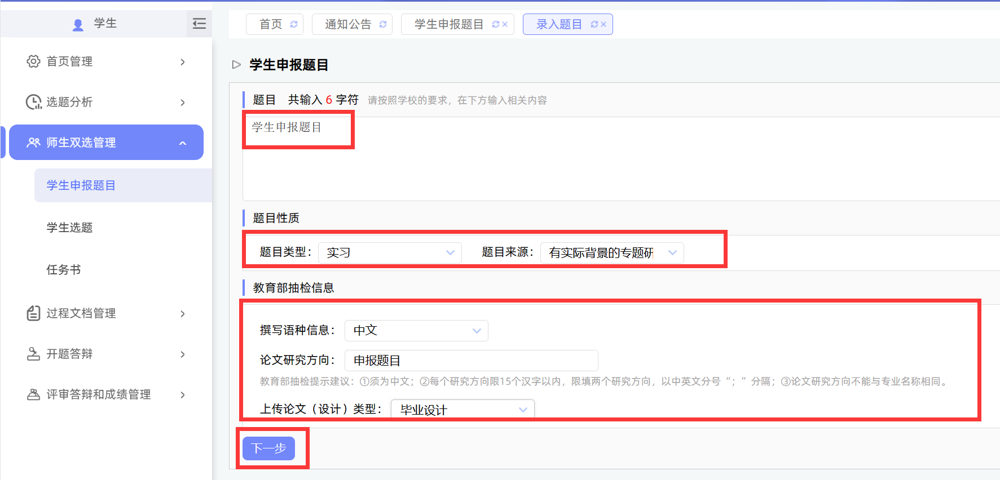 学生
首页管理
选题分析
师生双选管理
学生申报题目
学生选题
任务书
过程文档管理
开题答辩
评审答辩和成绩管理
首页 通知公告 学生申报题目 录入题目
学生申报题目
题目 共输入 6 字符 请按照学校的要求，在下方输入相关内容
学生申报题目
题目性质
题目类型： 实习 题目来源： 有实际背景的专题研
教育部抽检信息
撰写语种信息： 中文
论文研究方向： 申报题目
教育部抽检提示建议：①须为中文；②每个研究方向限15个汉字以内，限填两个研究方向，以中英文分号“；”分隔；③论文研究方向不能与专业名称相同。
上传论文（设计）类型： 毕业设计
下一步